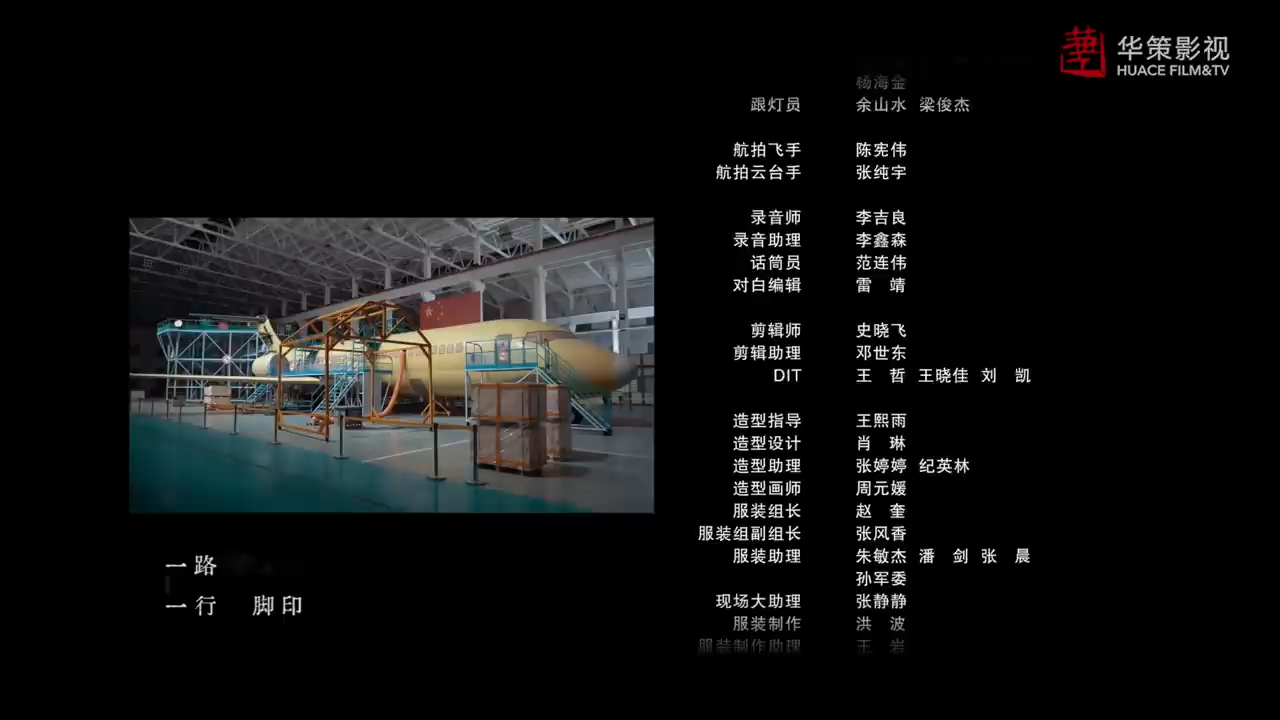 华策影视
HUACE FILM&TV
杨海金
跟灯员 余山水 梁俊杰
航拍飞手 陈宪伟
航拍云台手 张纯宇
录音师 李吉良
录音助理 李鑫森
话筒员 范连伟
对白编辑 雷 靖
剪辑师 史晓飞
剪辑助理 邓世东
DIT 王 哲 王晓佳 刘 凯
造型指导 王熙雨
造型设计 肖 琳
造型助理 张婷婷 纪英林
造型画师 周元媛
服装组长 赵 奎
服装组副组长 张风香
服装助理 朱敏杰 潘 剑 张 晨
孙军委
现场大助理 张静静
服装制作 洪 波
服装制作助理 王 岩
一路
一行 脚印